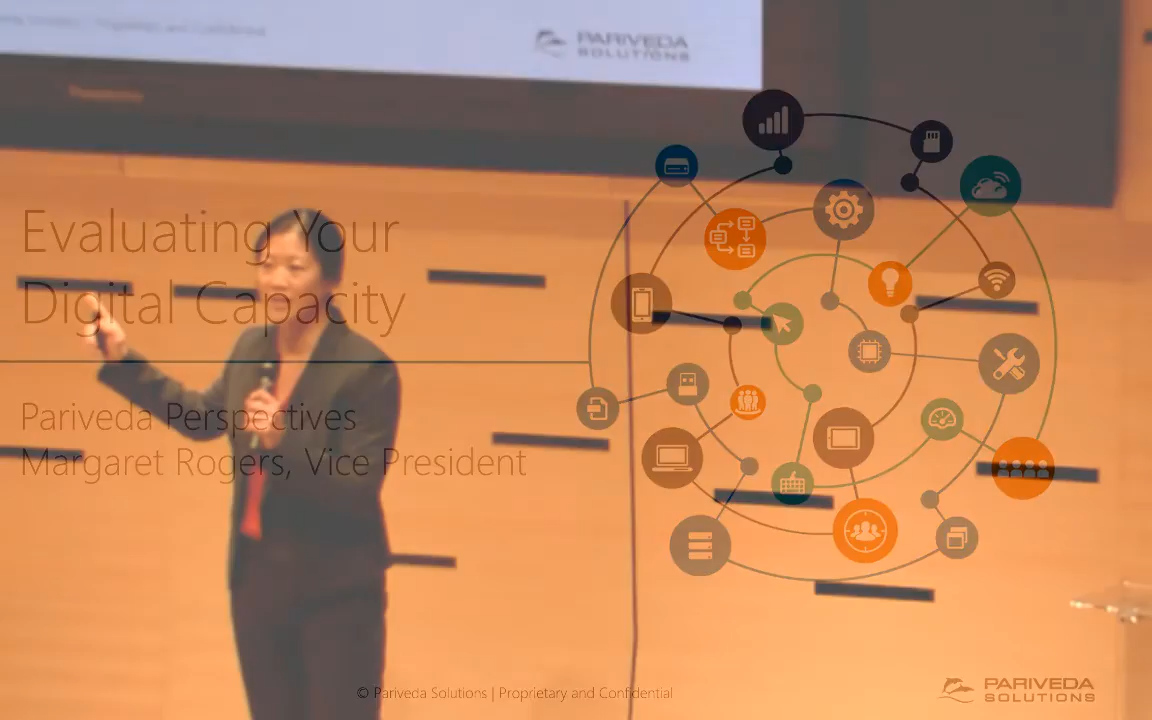 PARIVEDA
SOLUTIONS
Evaluating Your
Digital Capacity
Pariveda Perspectives
Margaret Rogers, Vice President
© Pariveda Solutions | Proprietary and Confidential
PARIVEDA
SOLUTIONS